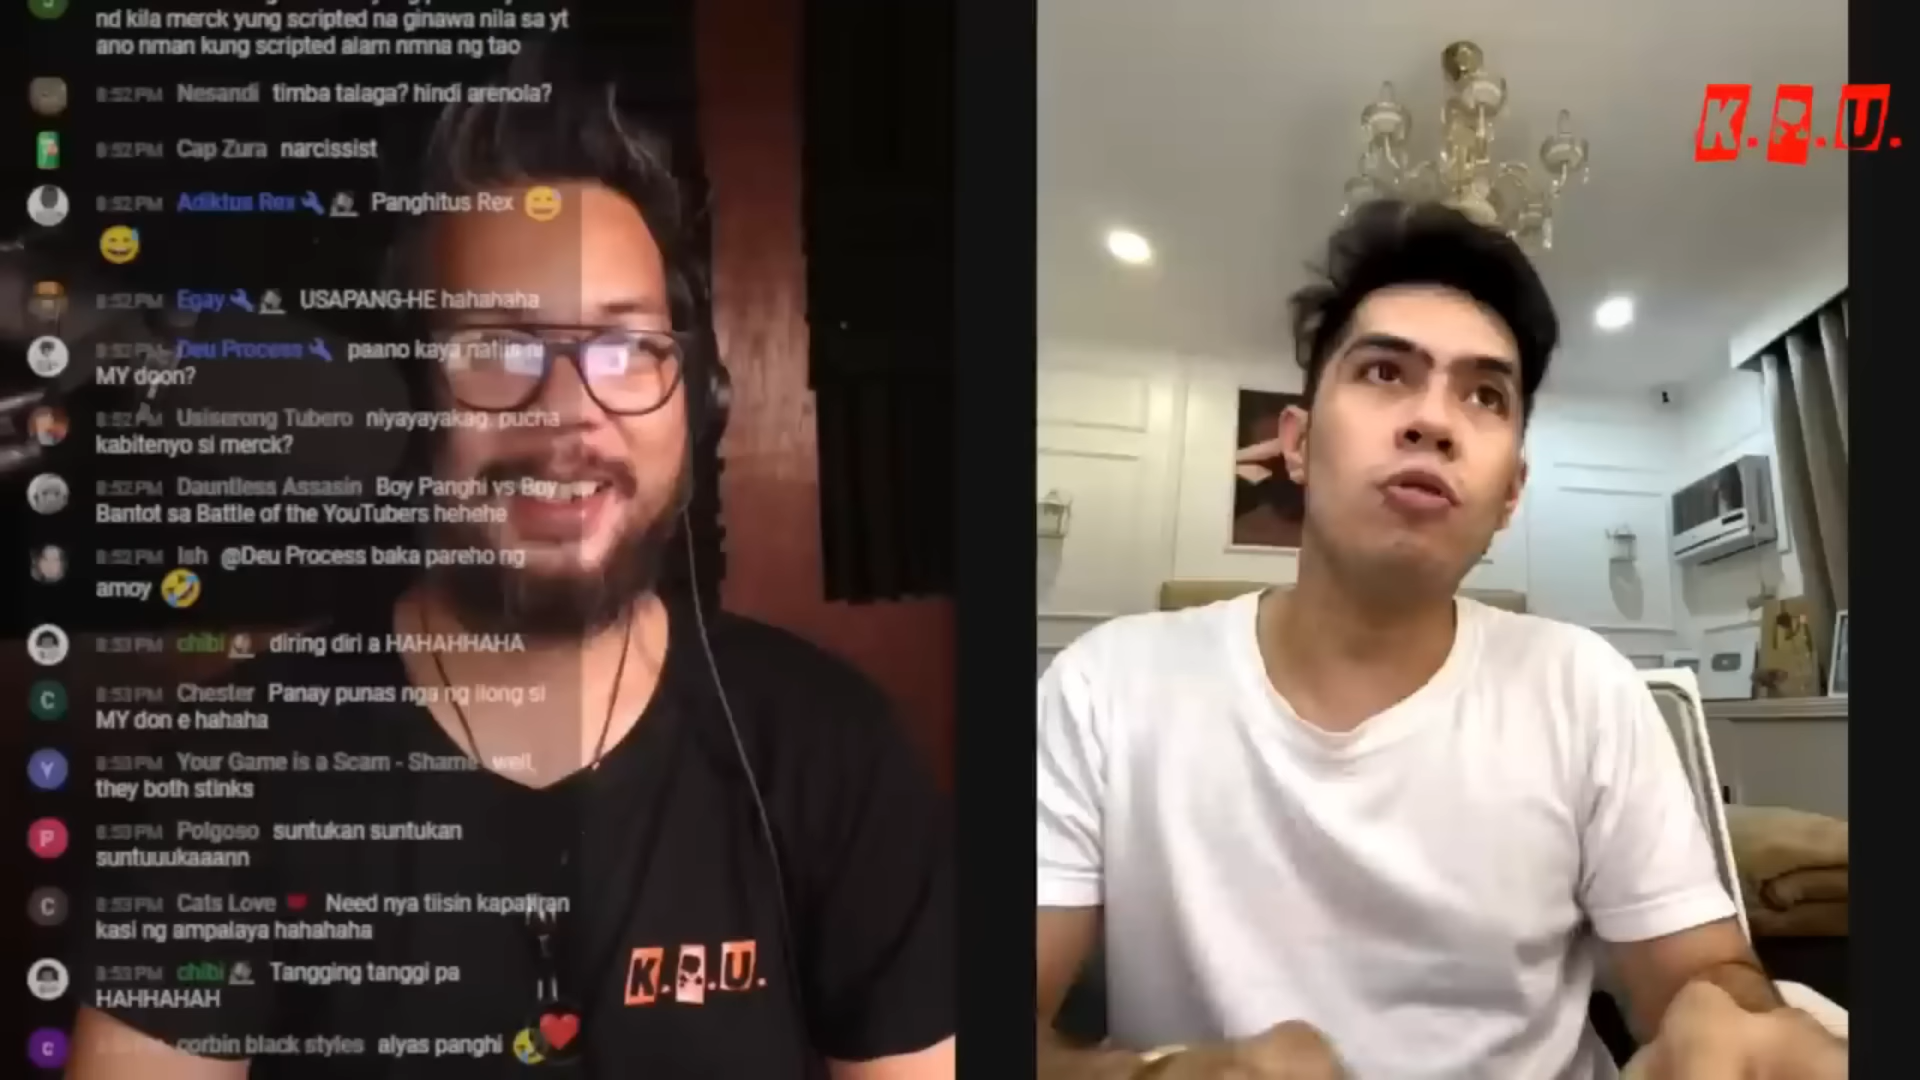 nd kila merck yung scripted na ginawa nila sa yt
ano nman kung scripted alam nmna ng tao
8:52 PM Nesandi timba talaga? hindi arenola?
8:52 PM Cap Zura narcissist
8:52 PM Adiktus Rex Panghitus Rex
8:52 PM Egay USAPANG-HE hahahaha
8:52 PM Deu Process paano kaya natiis ni
MY doon?
8:52 PM Usiserong Tubero niyayayakag. pucha
kabitenyo si merck?
8:52 PM Dauntless Assasin Boy Panghi vs Boy
Bantot sa Battle of the YouTubers hehehe
8:52 PM Ish @Deu Process baka pareho ng
amoy
8:53 PM chibi diring diri a HAHAHHAHA
8:53 PM Chester Panay punas nga ng ilong si
MY don e hahaha
8:53 PM Your Game is a Scam - Shame well,
they both stinks
8:53 PM Polgoso suntukan suntukan
suntuuukaaann
8:53 PM Cats Love Need nya tiisin kapatiran
kasi ng ampalaya hahahaha
8:53 PM chibi Tangging tanggi pa
HAHHAHAH
corbin black styles alyas panghi
K. .U.
K. .U.